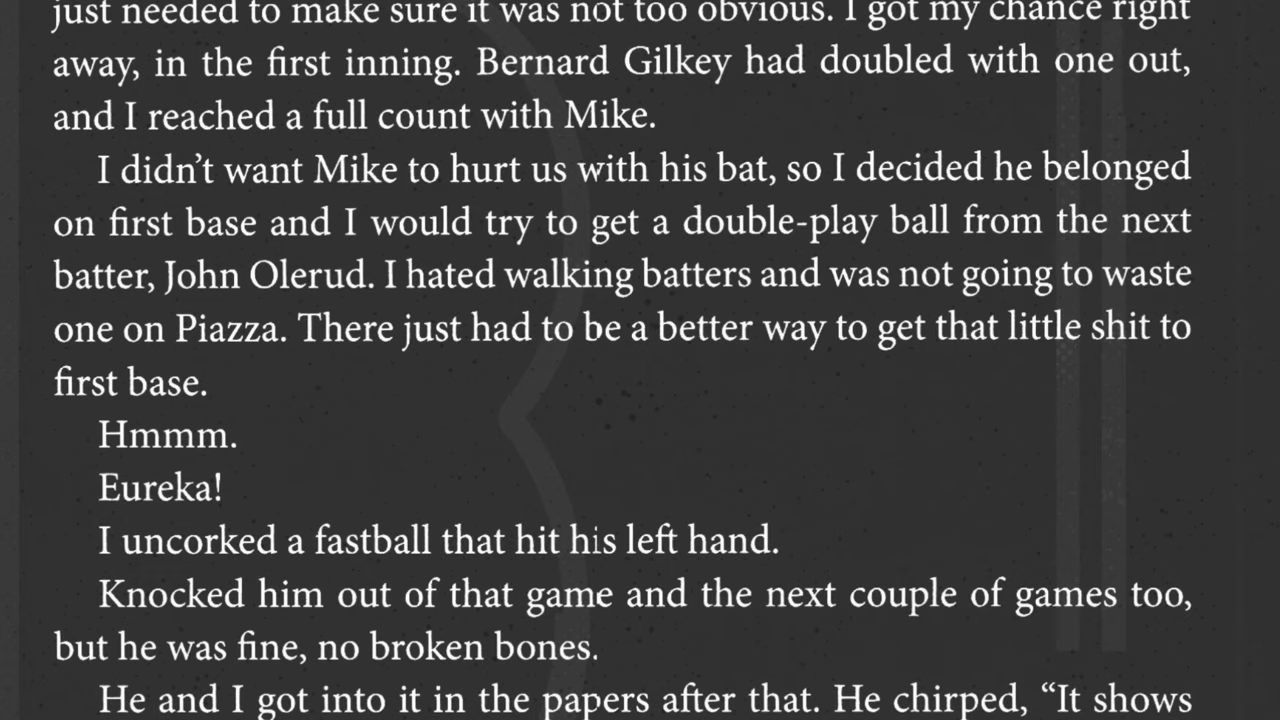 just needed to make sure it was not too obvious. I got my chance right
away, in the first inning. Bernard Gilkey had doubled with one out,
and I reached a full count with Mike.
I didn’t want Mike to hurt us with his bat, so I decided he belonged
on first base and I would try to get a double-play ball from the next
batter, John Olerud. I hated walking batters and was not going to waste
one on Piazza. There just had to be a better way to get that little shit to
first base.
Hmmm.
Eureka!
I uncorked a fastball that hit his left hand.
Knocked him out of that game and the next couple of games too,
but he was fine, no broken bones.
He and I got into it in the papers after that. He chirped, “It shows